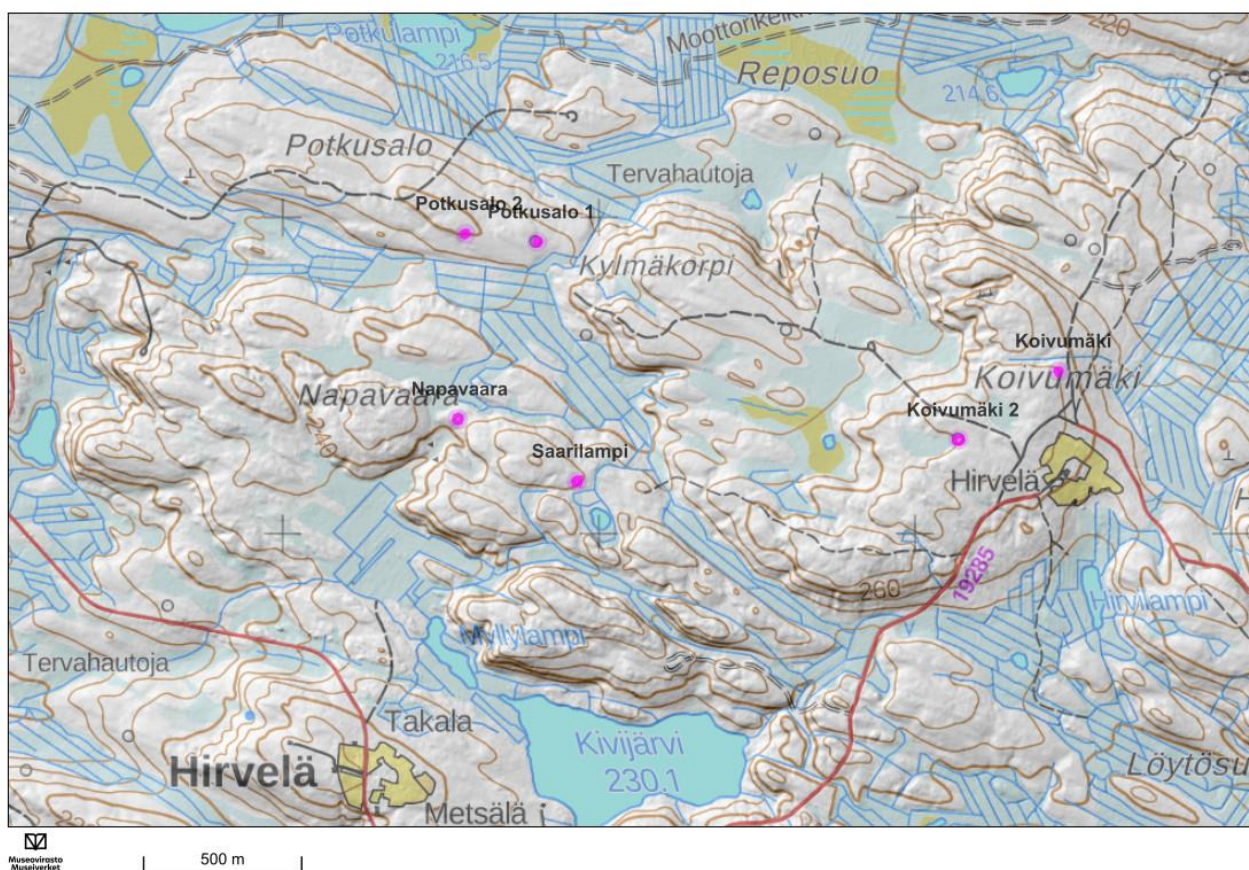 Potkulampi
216.5
Moottorikelkk
220
Reposuo
214.6
Potkusalo
Tervahautoja
V
Potkusalo 2
Potkusalo 1
Kylmäkorpi
Koivumäki
Koivumäki
Napavaara
Napavaara
Koivumäki 2
240
Saarilampi
Hirvelä
H
260
19285
Hirvilampi
Myllylampi
V
Tervahautoja
Takala
Kivijärvi
230.1
Hirvelä
Löytösu
Metsälä
Museovirasto
Museiverket
500 m